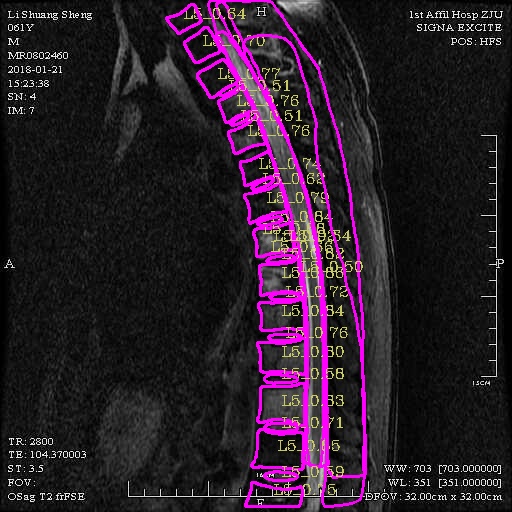 Li Shuang Sheng
061Y
M
MR0802460
2018-01-21
15:23:38
SN: 4
IM: 7
H
1st Affil Hosp ZJU
SIGNA EXCITE
POS: HFS
L5_0.64
L5_0.70
L5_0.77
L5_0.51
L5_0.76
L5_0.51
L5_0.76
L5_0.74
L5_0.62
L5_0.79
L5_0.84
L5_0.50
L5_0.72
L5_0.84
L5_0.76
L5_0.80
L5_0.58
L5_0.83
L5_0.71
A
P
15CM
TR: 2800
TE: 104.370003
ST: 3.5
FOV:
OSag T2 frFSE
F
WW: 703 [703.000000]
WL: 351 [351.000000]
DFOV: 32.00cm x 32.00cm